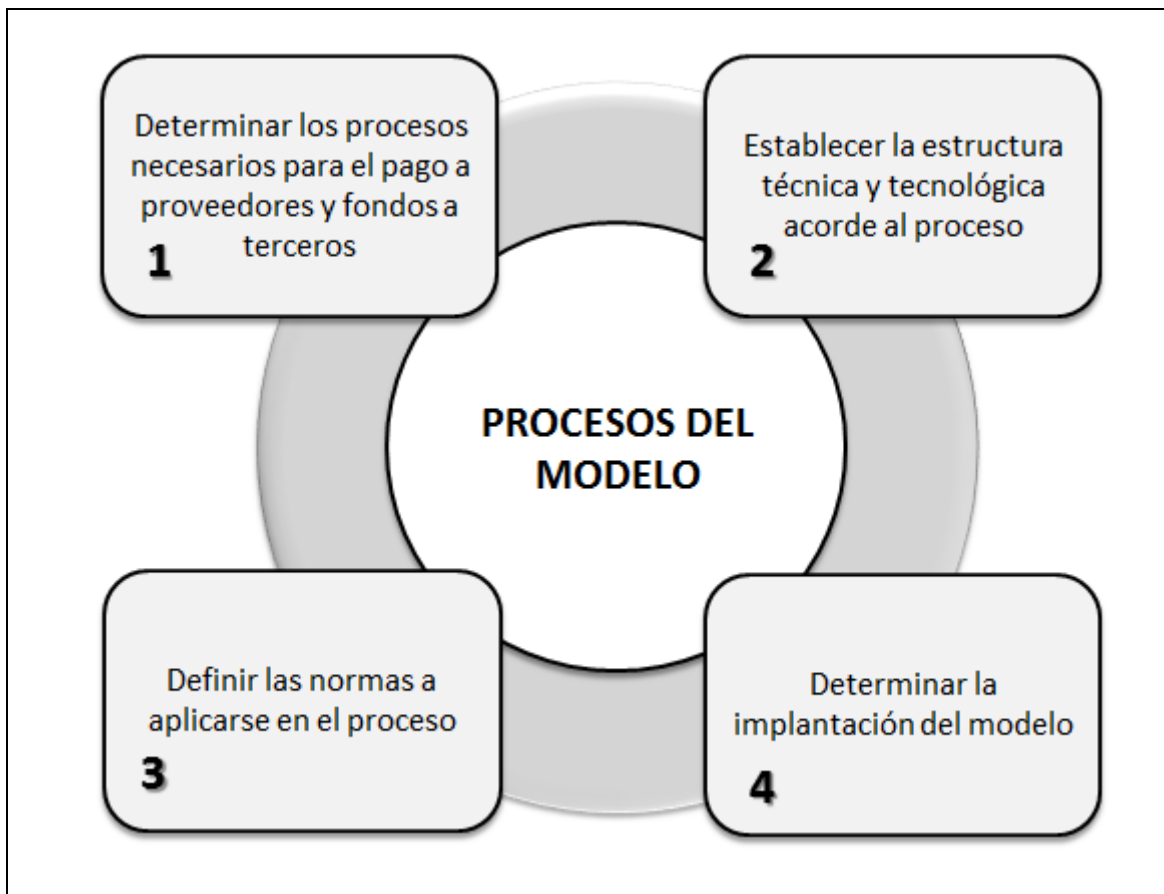 Determinar los procesos
necesarios para el pago a
proveedores y fondos a
terceros
1
Establecer la estructura
técnica y tecnológica
acorde al proceso
2
PROCESOS DEL
MODELO
Definir las normas a
aplicarse en el proceso
3
Determinar la
implantación del modelo
4